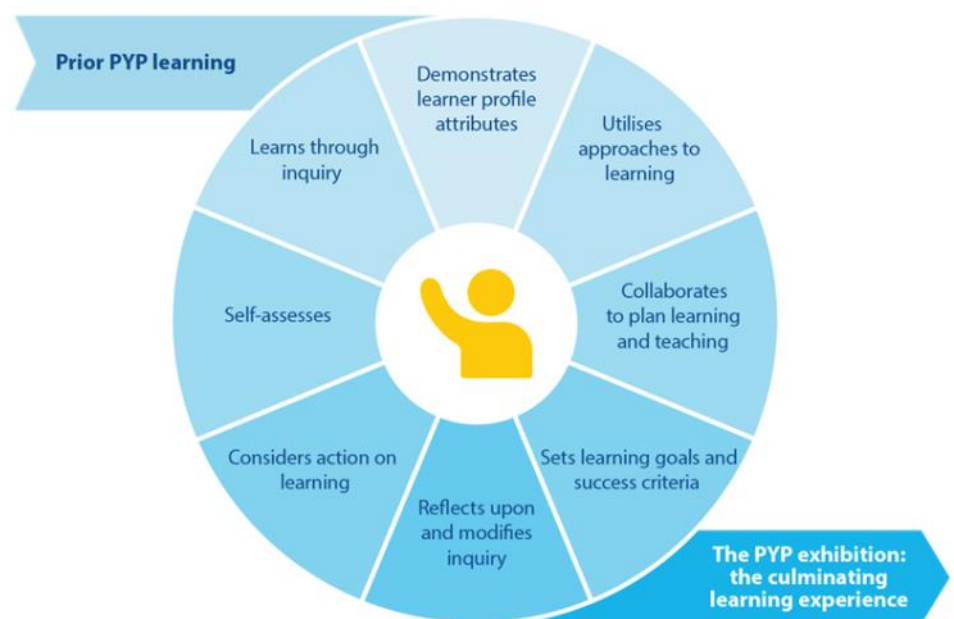 Prior PYP learning
Demonstrates
learner profile
attributes
Utilises
approaches to
learning
Collaborates
to plan learning
and teaching
Sets learning goals and
success criteria
Reflects upon
and modifies
inquiry
Considers action on
learning
Self-assesses
Learns through
inquiry
The PYP exhibition:
the culminating
learning experience